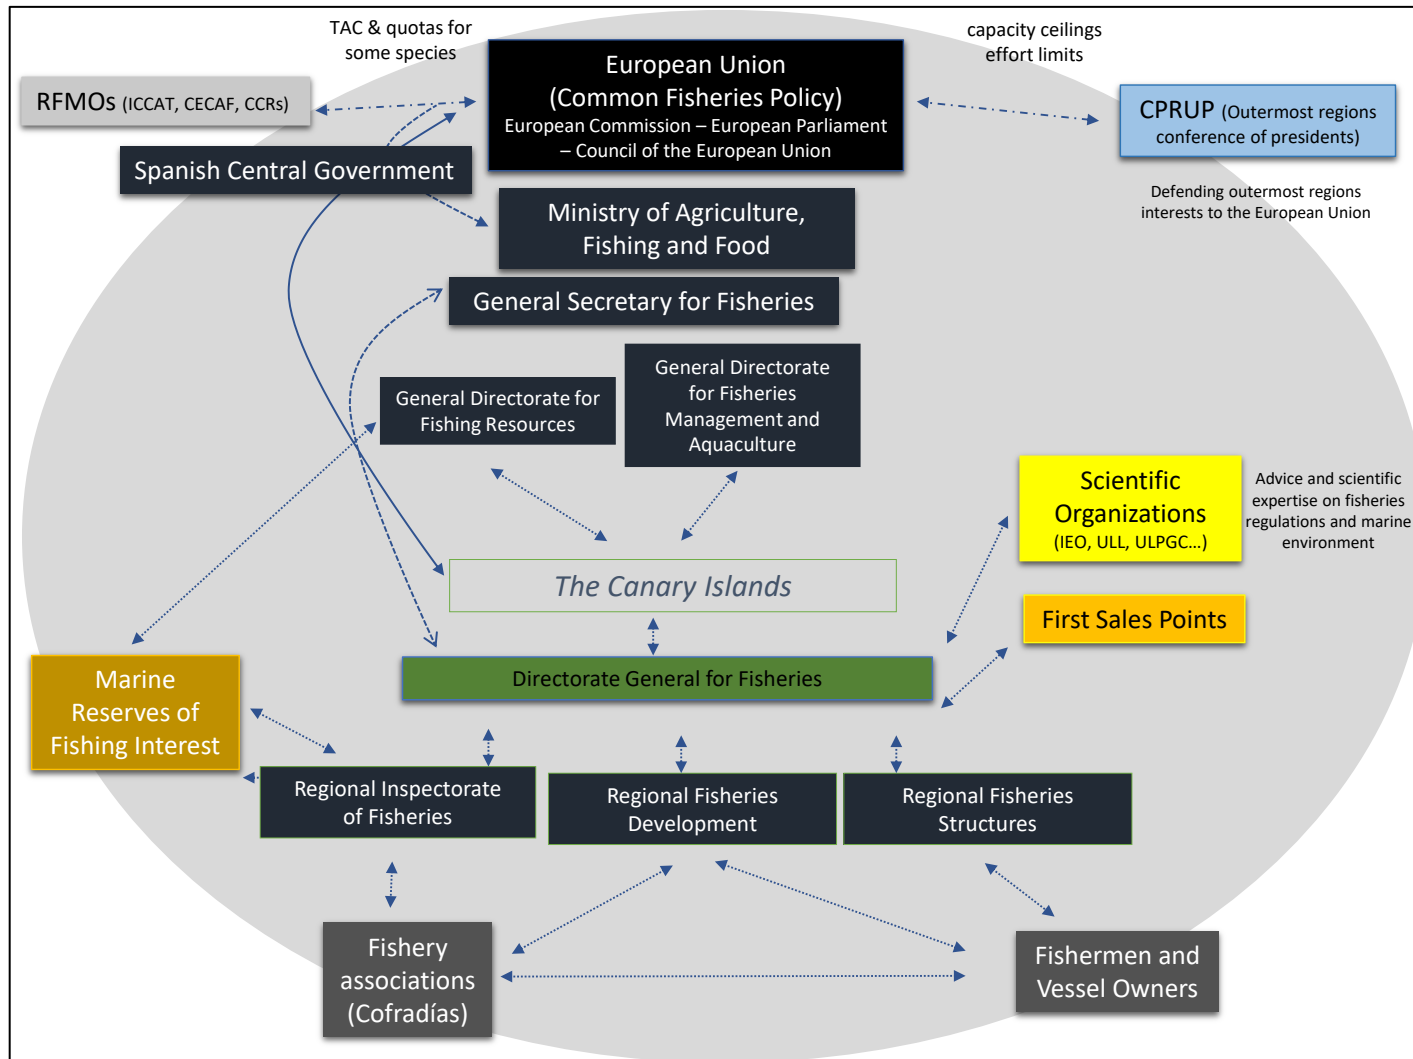 TAC & quotas for
some species
capacity ceilings
effort limits
European Union
(Common Fisheries Policy)
European Commission – European Parliament
– Council of the European Union
RFMOs (ICCAT, CECAF, CCRs)
CPRUP (Outermost regions
conference of presidents)
Spanish Central Government
Defending outermost regions
interests to the European Union
Ministry of Agriculture,
Fishing and Food
General Secretary for Fisheries
General Directorate for
Fishing Resources
General Directorate
for Fisheries
Management and
Aquaculture
Scientific
Organizations
(IEO, ULL, ULPGC...)
Advice and scientific
expertise on fisheries
regulations and marine
environment
The Canary Islands
First Sales Points
Directorate General for Fisheries
Marine
Reserves of
Fishing Interest
Regional Inspectorate
of Fisheries
Regional Fisheries
Development
Regional Fisheries
Structures
Fishery
associations
(Cofradías)
Fishermen and
Vessel Owners